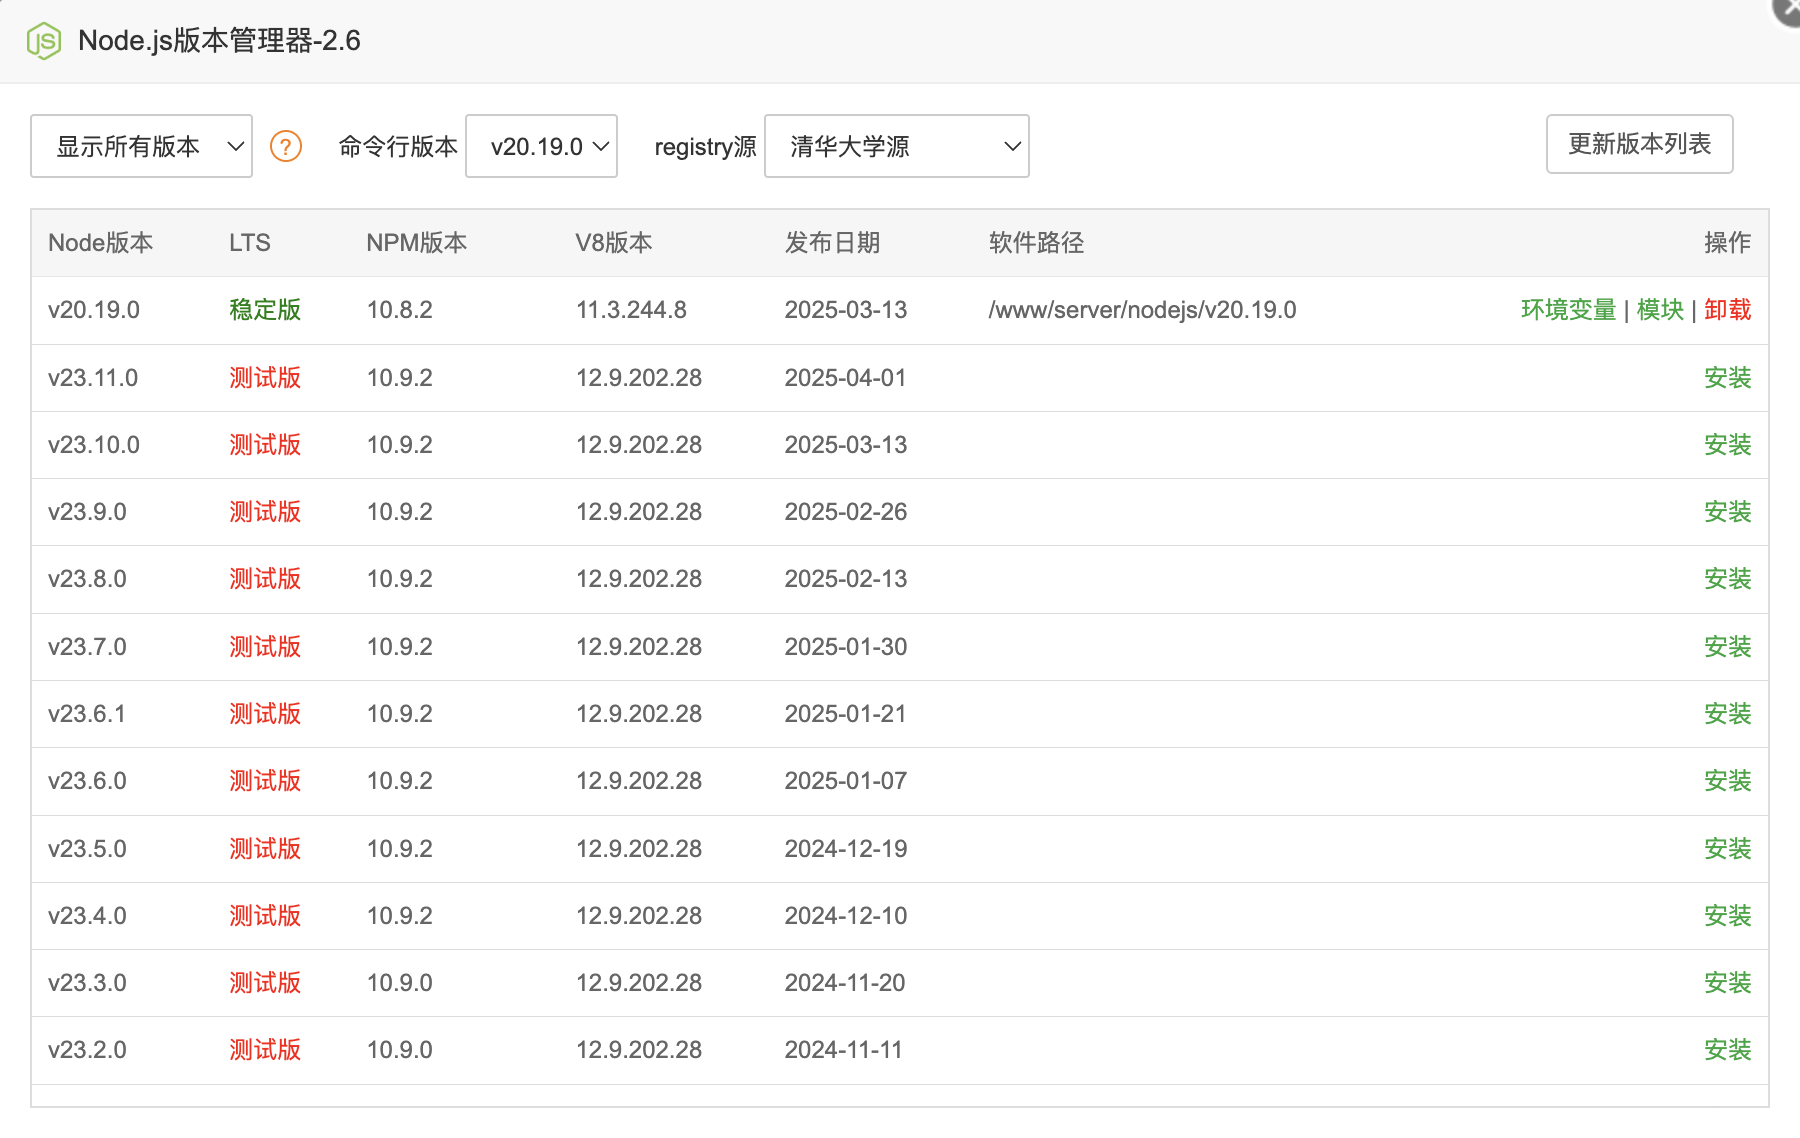 Node.js版本管理器-2.6
显示所有版本 ? 命令行版本 v20.19.0 registry源 清华大学源 更新版本列表
Node版本 LTS NPM版本 V8版本 发布日期 软件路径 操作
v20.19.0 稳定版 10.8.2 11.3.244.8 2025-03-13 /www/server/nodejs/v20.19.0 环境变量 | 模块 | 卸载
v23.11.0 测试版 10.9.2 12.9.202.28 2025-04-01 安装
v23.10.0 测试版 10.9.2 12.9.202.28 2025-03-13 安装
v23.9.0 测试版 10.9.2 12.9.202.28 2025-02-26 安装
v23.8.0 测试版 10.9.2 12.9.202.28 2025-02-13 安装
v23.7.0 测试版 10.9.2 12.9.202.28 2025-01-30 安装
v23.6.1 测试版 10.9.2 12.9.202.28 2025-01-21 安装
v23.6.0 测试版 10.9.2 12.9.202.28 2025-01-07 安装
v23.5.0 测试版 10.9.2 12.9.202.28 2024-12-19 安装
v23.4.0 测试版 10.9.2 12.9.202.28 2024-12-10 安装
v23.3.0 测试版 10.9.0 12.9.202.28 2024-11-20 安装
v23.2.0 测试版 10.9.0 12.9.202.28 2024-11-11 安装